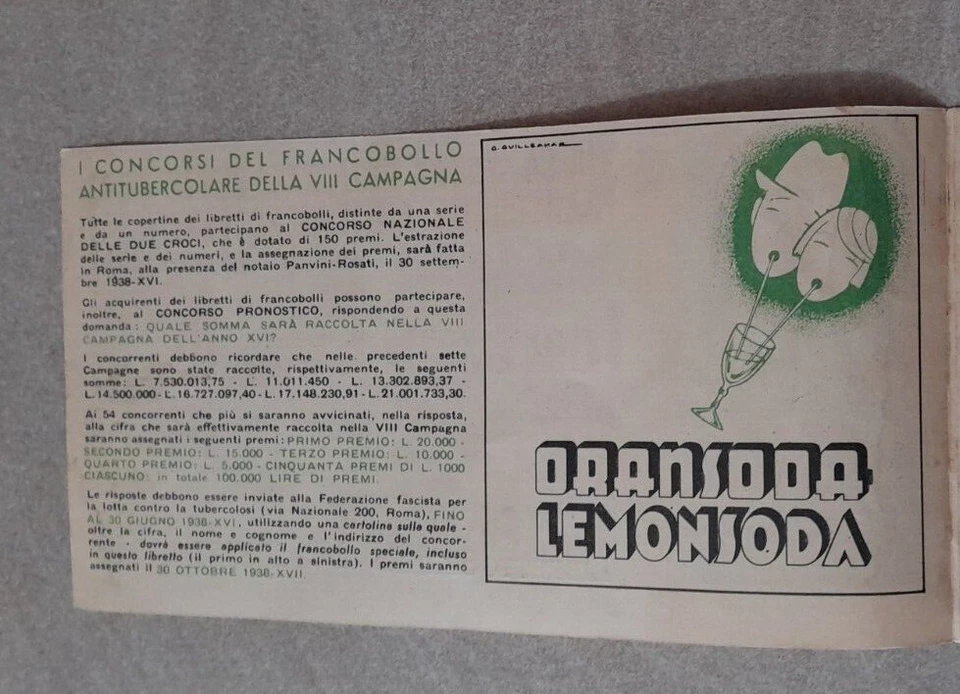 I CONCORSI DEL FRANCOBOLLO
ANTITUBERCOLARE DELLA VIII CAMPAGNA
Tutte le copertine dei libretti di francobolli, distinte da una serie
e da un numero, partecipano al CONCORSO NAZIONALE
DELLE DUE CROCI, che è dotato di 150 premi. L'estrazione
delle serie e dei numeri, e la assegnazione dei premi, sarà fatta
in Roma, alla presenza del notaio Panvini-Rosati, il 30 settem-
bre 1938-XVI.
Gli acquirenti dei libretti di francobolli possono partecipare,
inoltre, al CONCORSO PRONOSTICO, rispondendo a questa
domanda: QUALE SOMMA SARÀ RACCOLTA NELLA VIII
CAMPAGNA DELL'ANNO XVI?
I concorrenti debbono ricordare che nelle precedenti sette
Campagne sono state raccolte, rispettivamente, le seguenti
somme: L. 7.530.013,75 - L. 11.011.450 - L. 13.302.893,37 -
L. 14.500.000 - L. 16.727.097,40 - L. 17.148.230,91 - L. 21.001.733,30.
Ai 54 concorrenti che più si saranno avvicinati, nella risposta,
alla cifra che sarà effettivamente raccolta nella VIII Campagna
saranno assegnati i seguenti premi: PRIMO PREMIO: L. 20.000 -
SECONDO PREMIO: L. 15.000 - TERZO PREMIO: L. 10.000 -
QUARTO PREMIO: L. 5.000 - CINQUANTA PREMI DI L. 1000
CIASCUNO: in totale 100.000 LIRE DI PREMI.
Le risposte debbono essere inviate alla Federazione fascista per
la lotta contro la tubercolosi (via Nazionale 200, Roma), FINO
AL 30 GIUGNO 1938-XVI, utilizzando una cartolina sulla quale -
oltre la cifra, il nome e cognome e l'indirizzo del concor-
rente - dovrà essere applicato il francobollo speciale, incluso
in questo libretto (il primo in alto a sinistra). I premi saranno
assegnati il 30 OTTOBRE 1938-XVII.
ORANSODA
LEMONSODA